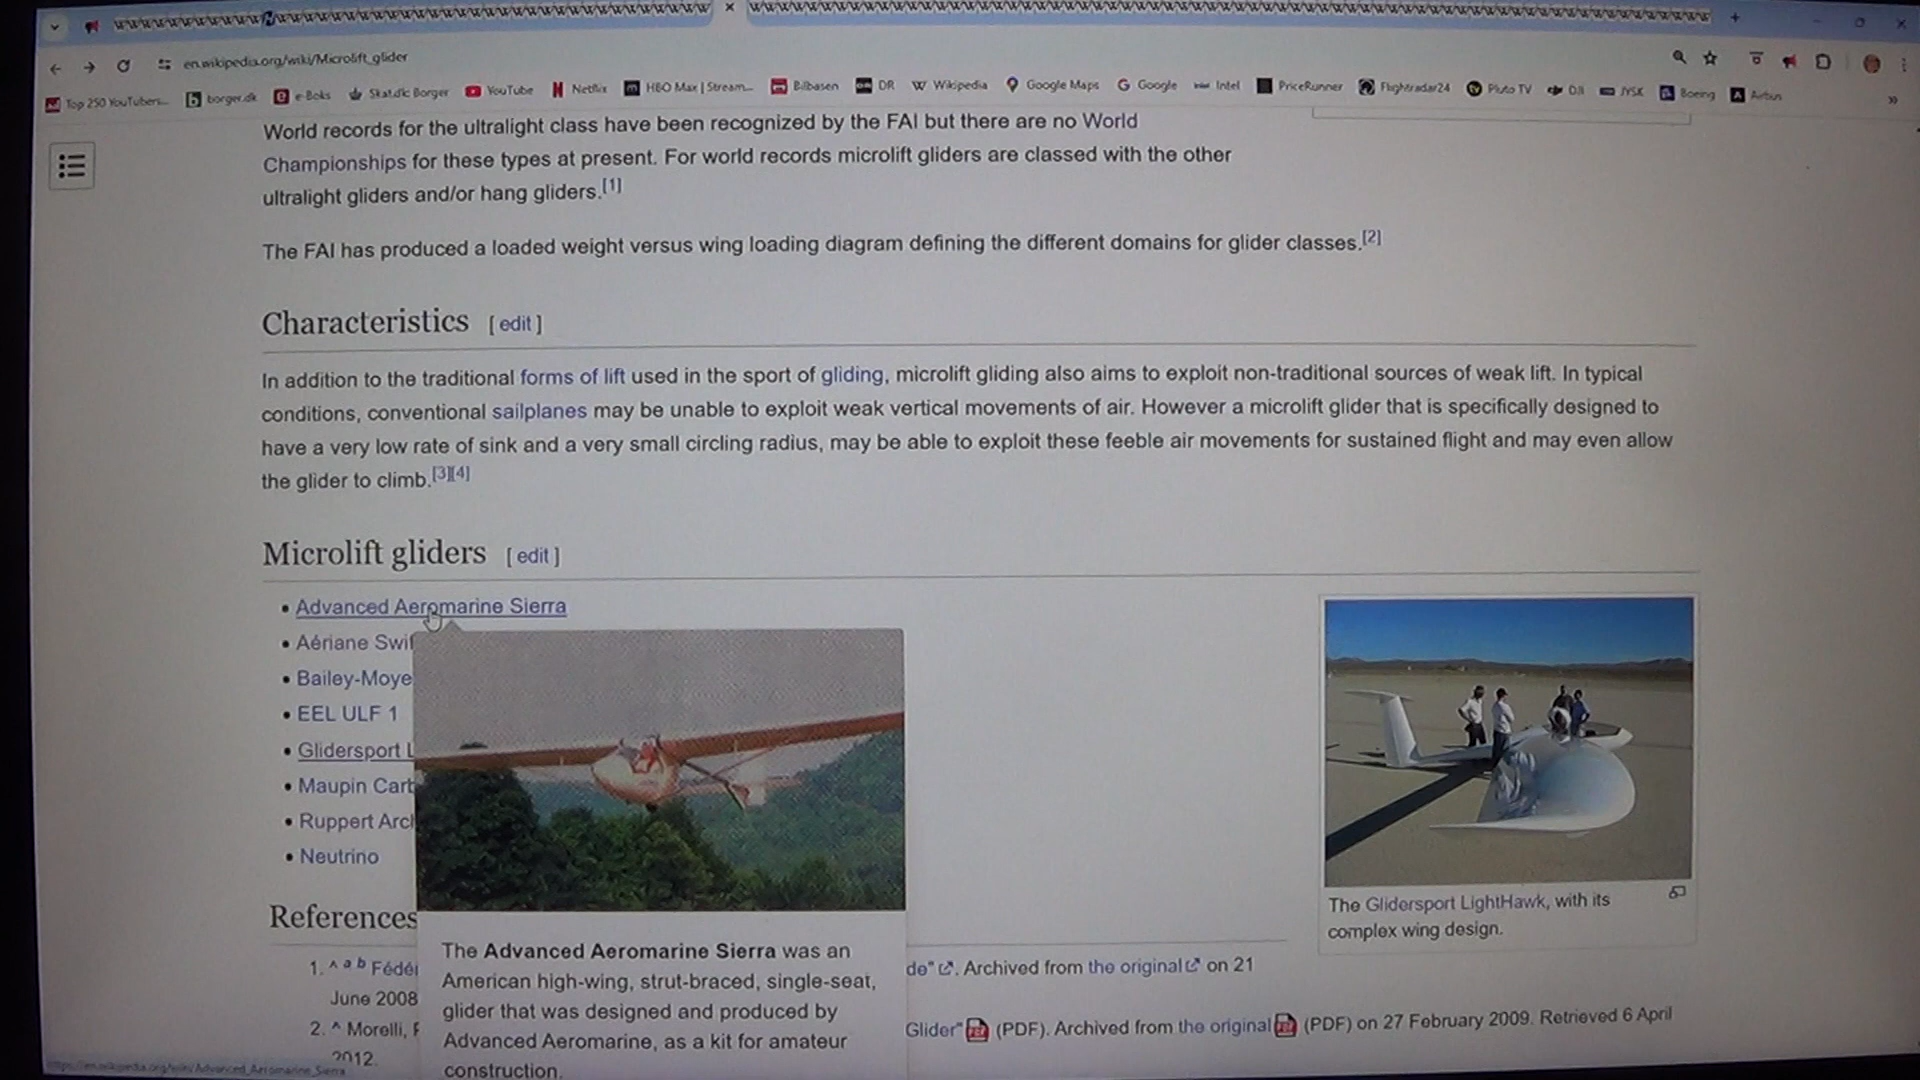 en.wikipedia.org/wiki/Microlift_glider
Top 250 YouTubers... borger.dk e-Boks Skat.dk: Borger YouTube Netflix HBO Max | Stream... Bilbasen DR Wikipedia Google Maps Google Intel PriceRunner Flightradar24 Pluto TV DJI JYSK Boeing Airbus
World records for the ultralight class have been recognized by the FAI but there are no World
Championships for these types at present. For world records microlift gliders are classed with the other
ultralight gliders and/or hang gliders.[1]
The FAI has produced a loaded weight versus wing loading diagram defining the different domains for glider classes.[2]
Characteristics [ edit ]
In addition to the traditional forms of lift used in the sport of gliding, microlift gliding also aims to exploit non-traditional sources of weak lift. In typical
conditions, conventional sailplanes may be unable to exploit weak vertical movements of air. However a microlift glider that is specifically designed to
have a very low rate of sink and a very small circling radius, may be able to exploit these feeble air movements for sustained flight and may even allow
the glider to climb.[3][4]
Microlift gliders [ edit ]
• Advanced Aeromarine Sierra
• Aériane Swif
• Bailey-Moye
• EEL ULF 1
• Glidersport L
• Maupin Carb
• Ruppert Arch
• Neutrino
The Glidersport LightHawk, with its
complex wing design.
The Advanced Aeromarine Sierra was an
American high-wing, strut-braced, single-seat,
glider that was designed and produced by
Advanced Aeromarine, as a kit for amateur
construction.
References
1. ^ a b Fédér de". Archived from the original on 21
June 2008
2. ^ Morelli, F Glider" (PDF). Archived from the original (PDF) on 27 February 2009. Retrieved 6 April
2012.
https://en.wikipedia.org/wiki/Advanced_Aeromarine_Sierra